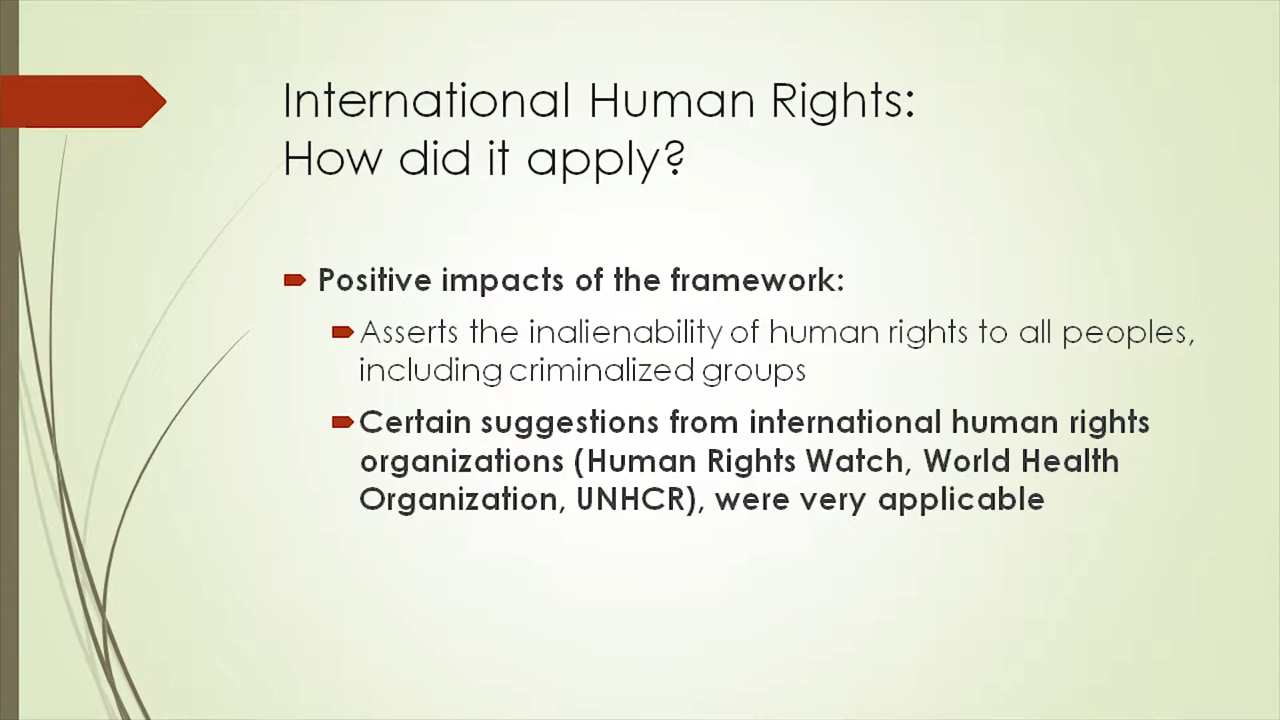 International Human Rights:
How did it apply?
Positive impacts of the framework:
Asserts the inalienability of human rights to all peoples,
including criminalized groups
Certain suggestions from international human rights
organizations (Human Rights Watch, World Health
Organization, UNHCR), were very applicable